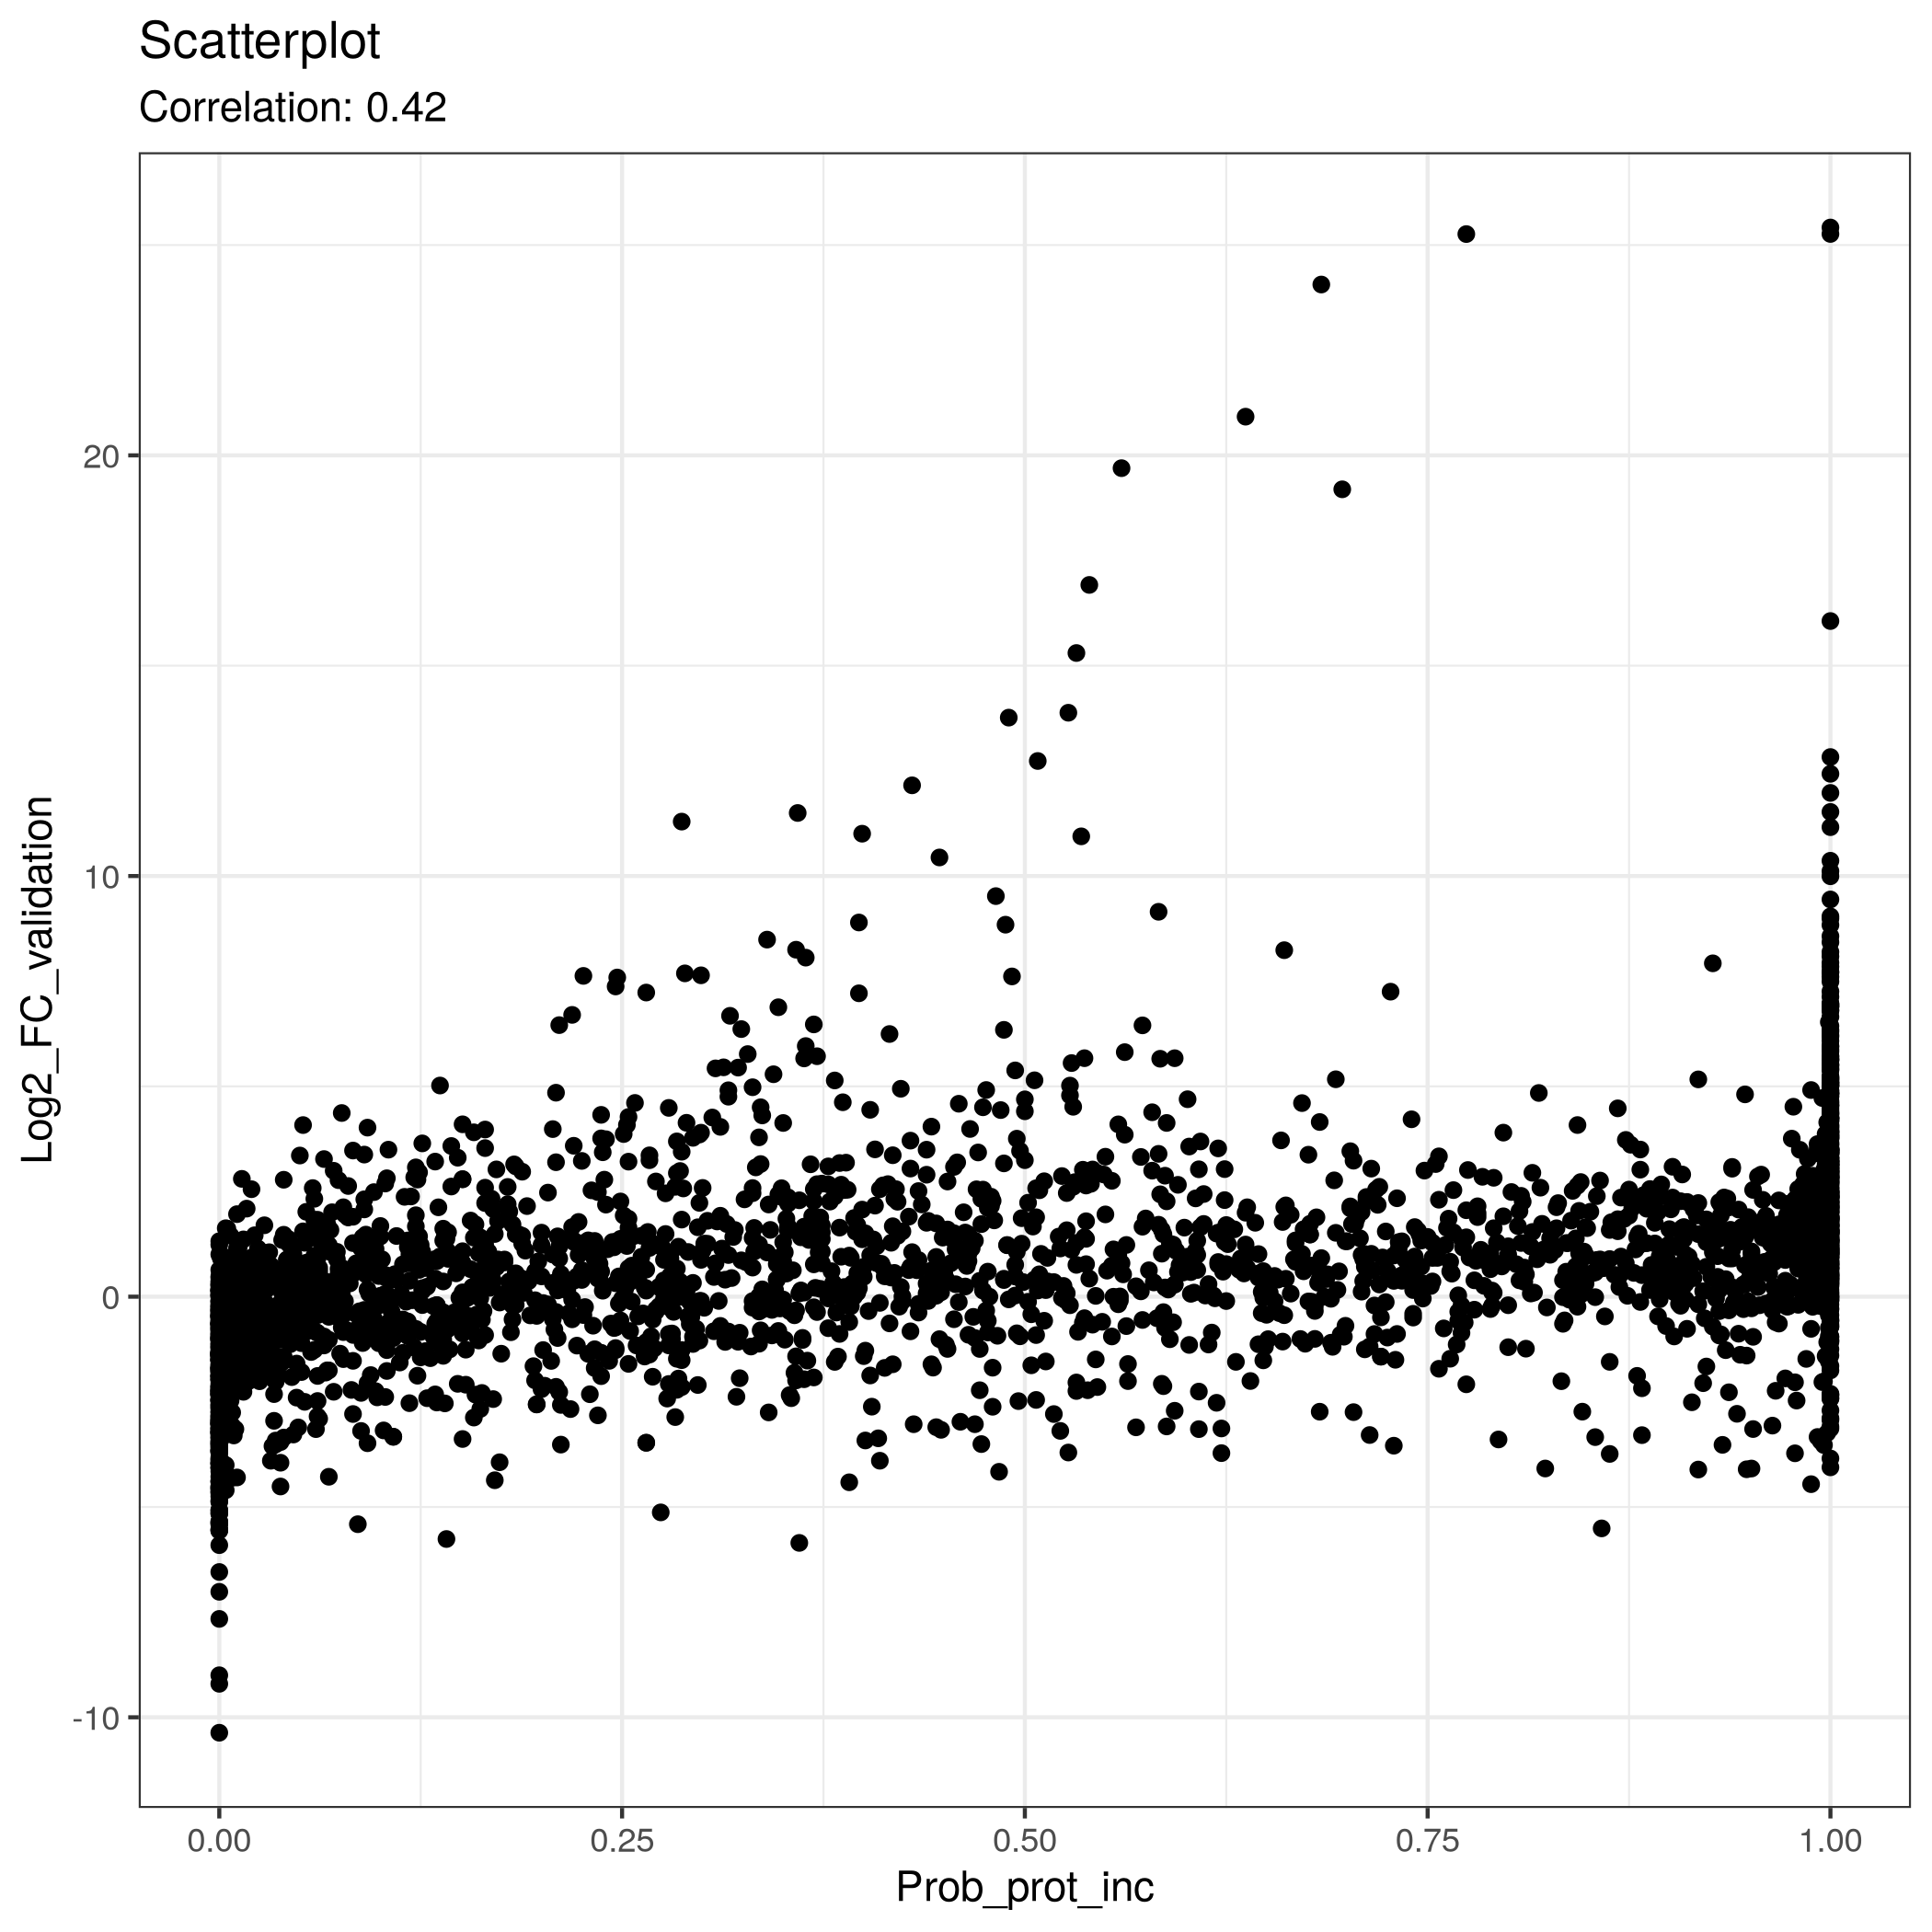 Scatterplot
Correlation: 0.42
Log2_FC_validation
20
10
0
-10
0.00 0.25 0.50 0.75 1.00
Prob_prot_inc